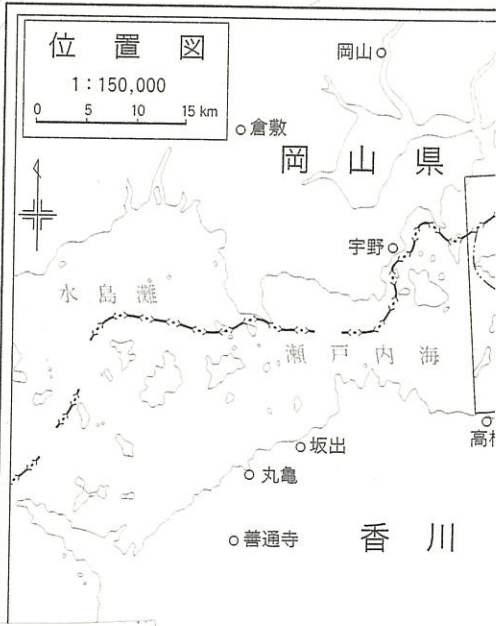 位置図
1:150,000
0 5 10 15 km
岡山
倉敷
岡山県
宇野
水島灘
瀬戸内海
高
坂出
丸亀
善通寺
香川